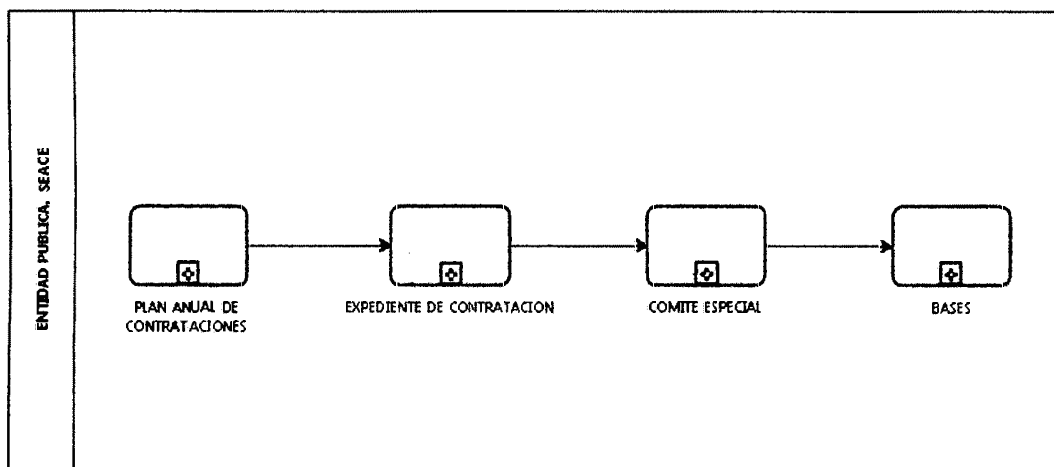 ENTIDAD PUBLICA, SEACE
PLAN ANUAL DE
CONTRATACIONES
EXPEDIENTE DE CONTRATACION
COMITE ESPECIAL
BASES